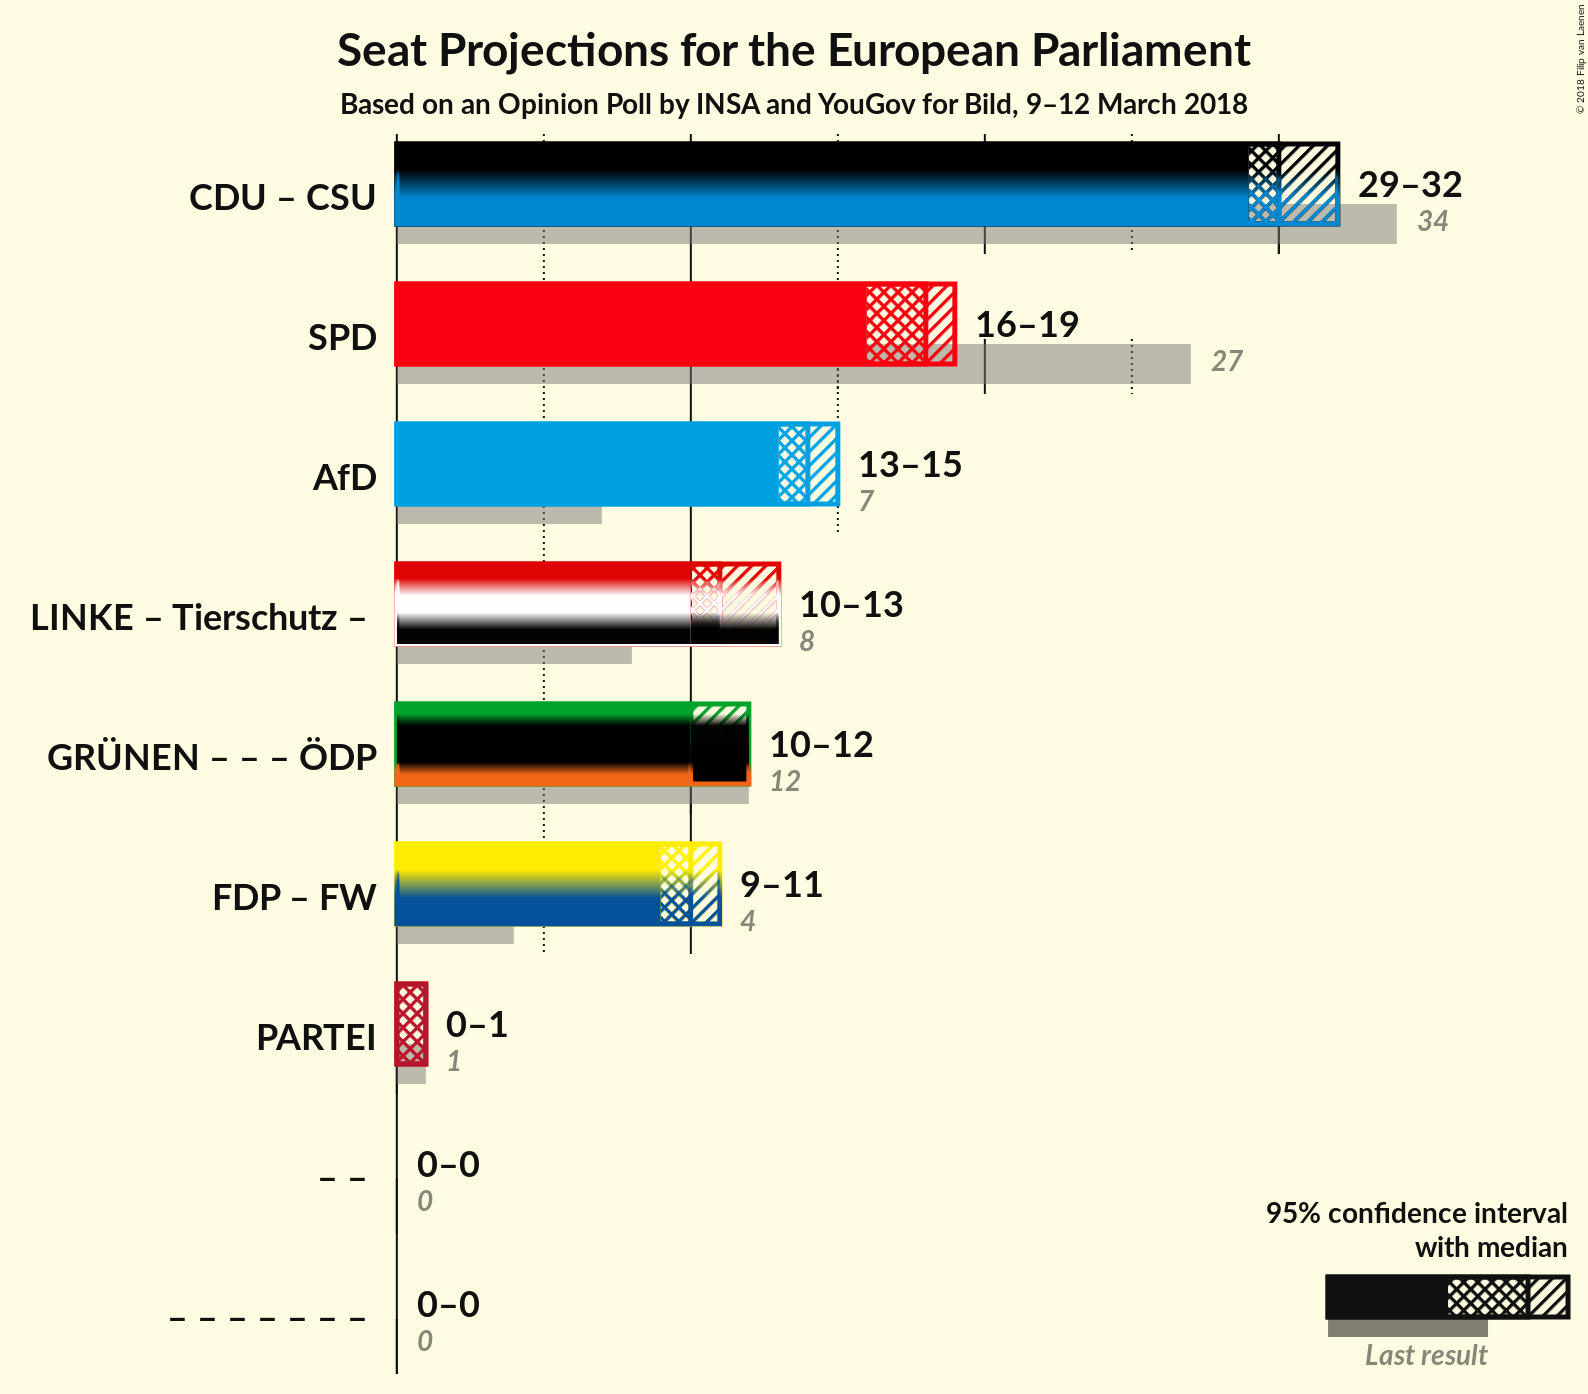 Seat Projections for the European Parliament
Based on an Opinion Poll by INSA and YouGov for Bild, 9–12 March 2018
© 2018 Filip van Laenen
CDU – CSU
29–32
34
SPD
16–19
27
AfD
13–15
7
LINKE – Tierschutz –
10–13
8
GRÜNEN – – – ÖDP
10–12
12
FDP – FW
9–11
4
PARTEI
0–1
1
– –
0–0
0
– – – – – – –
0–0
0
95% confidence interval
with median
Last result